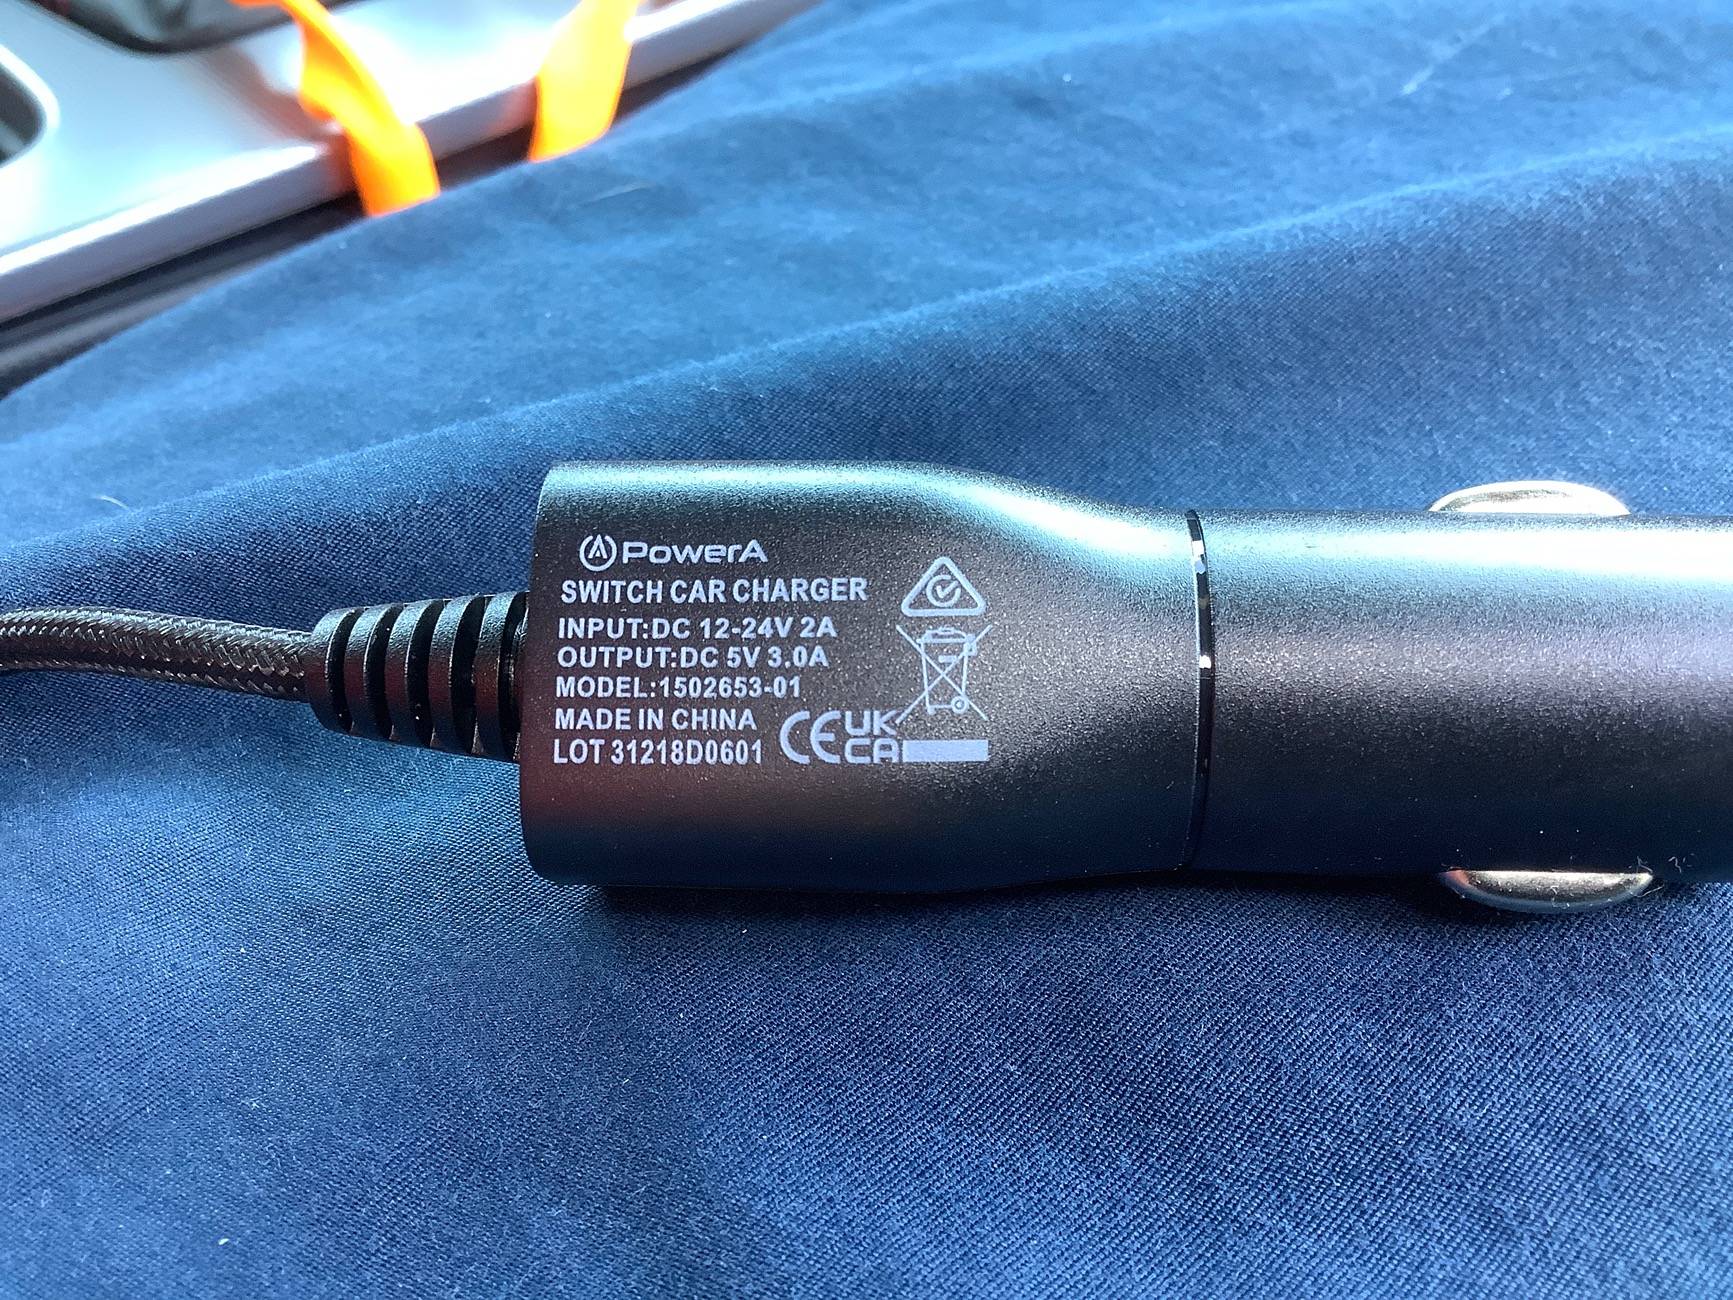 PowerA
SWITCH CAR CHARGER
INPUT:DC 12-24V 2A
OUTPUT:DC 5V 3.0A
MODEL:1502653-01
MADE IN CHINA
LOT 31218D0601
CE
UK
CA